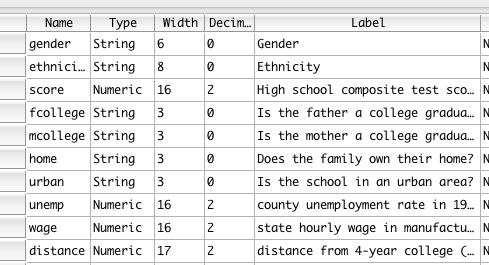 Name Type Width Decim... Label
gender String 6 0 Gender N
ethnici... String 8 0 Ethnicity N
score Numeric 16 2 High school composite test sco... N
fcollege String 3 0 Is the father a college gradua... N
mcollege String 3 0 Is the mother a college gradua... N
home String 3 0 Does the family own their home? N
urban String 3 0 Is the school in an urban area? N
unemp Numeric 16 2 county unemployment rate in 19... N
wage Numeric 16 2 state hourly wage in manufactu... N
distance Numeric 17 2 distance from 4-year college (... N